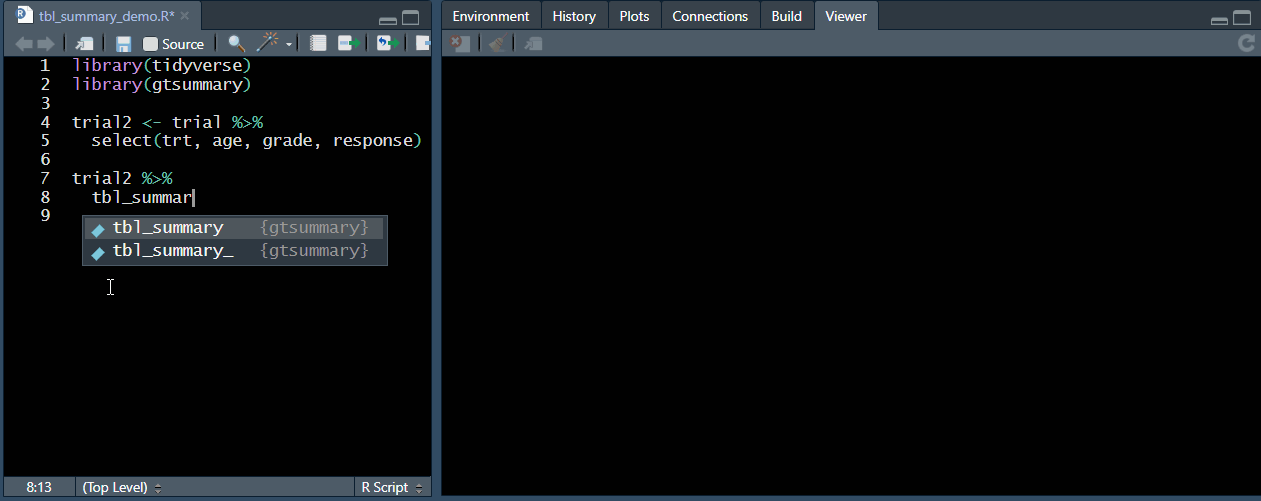 tbl_summary_demo.R*
Environment History Plots Connections Build Viewer
Source
1 library(tidyverse)
2 library(gtsummary)
3
4 trial2 <- trial %>%
5   select(trt, age, grade, response)
6
7 trial2 %>%
8   tbl_summar
9
tbl_summary {gtsummary}
tbl_summary_ {gtsummary}
8:13 (Top Level) R Script